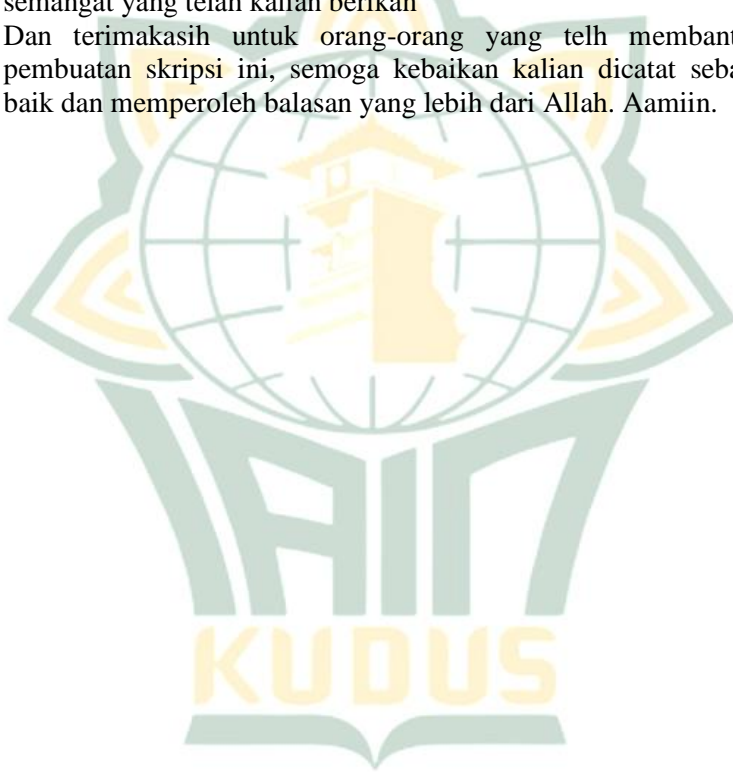 semangat yang telah kalian berikan
Dan terimakasih untuk orang-orang yang telh membant
pembuatan skripsi ini, semoga kebaikan kalian dicatat seba
baik dan memperoleh balasan yang lebih dari Allah. Aamiin.
IAIN
KUDUS